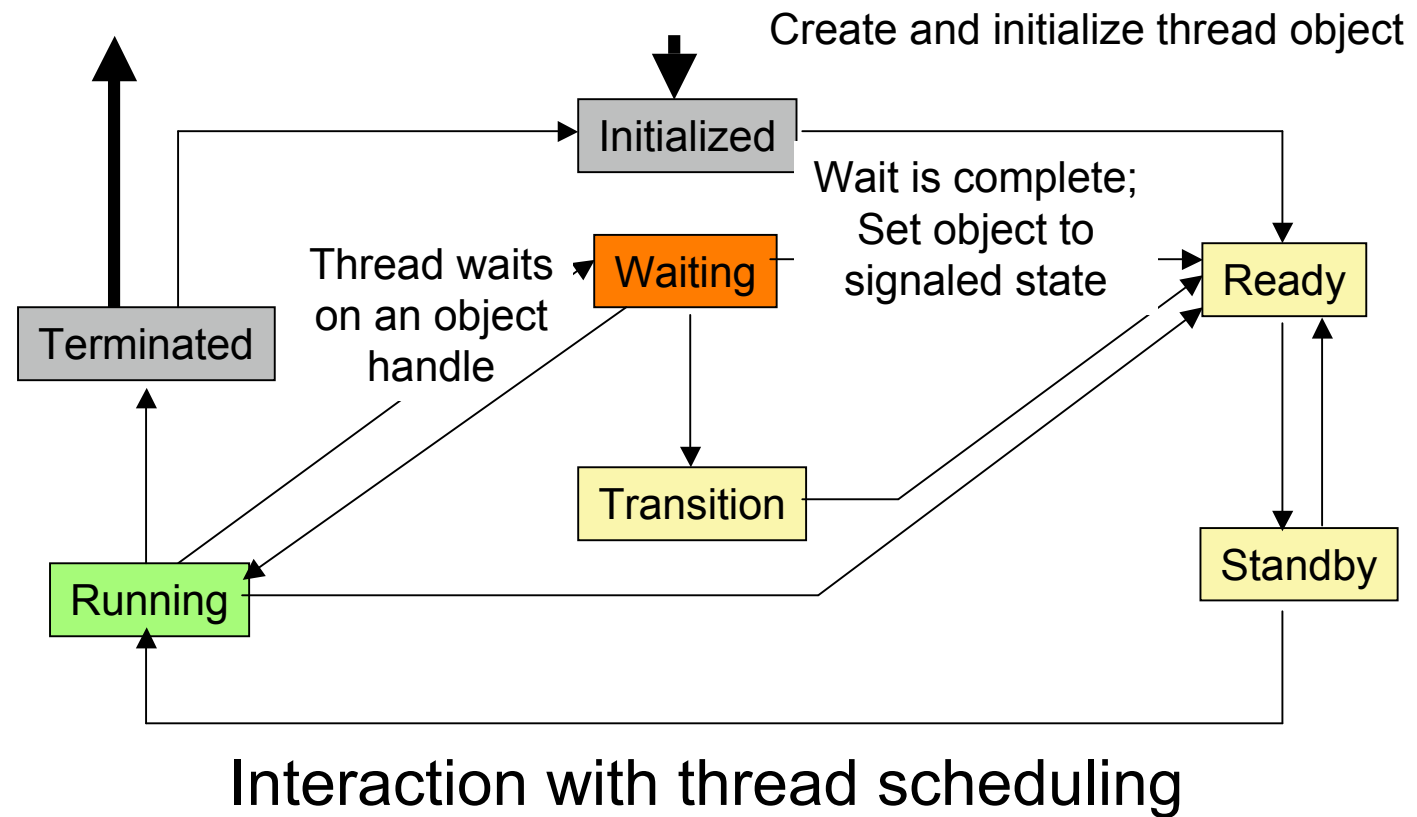 Create and initialize thread object
Initialized
Wait is complete;
Set object to
signaled state
Thread waits
on an object
handle
Waiting
Ready
Terminated
Transition
Standby
Running
Interaction with thread scheduling